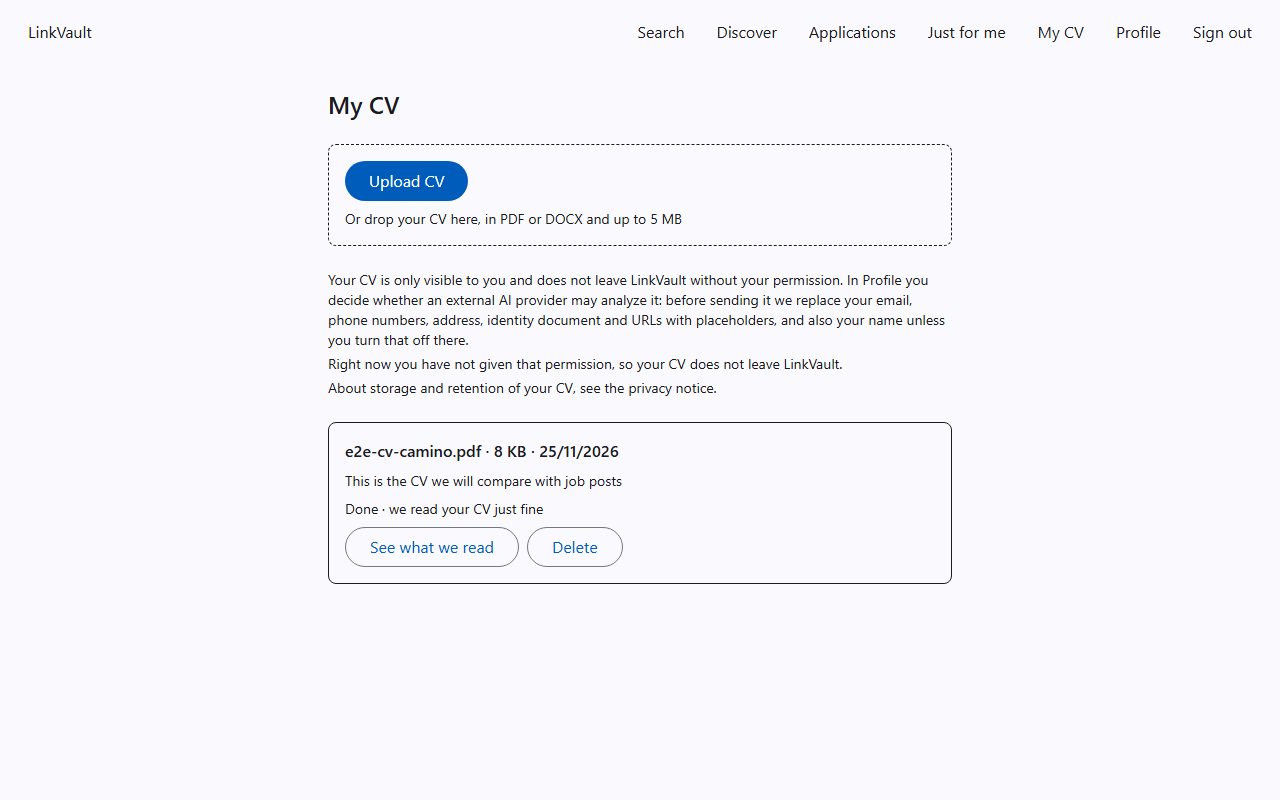 LinkVault
Search
Discover
Applications
Just for me
My CV
Profile
Sign out
My CV
Upload CV
Or drop your CV here, in PDF or DOCX and up to 5 MB
Your CV is only visible to you and does not leave LinkVault without your permission. In Profile you
decide whether an external AI provider may analyze it: before sending it we replace your email,
phone numbers, address, identity document and URLs with placeholders, and also your name unless
you turn that off there.
Right now you have not given that permission, so your CV does not leave LinkVault.
About storage and retention of your CV, see the privacy notice.
e2e-cv-camino.pdf · 8 KB · 25/11/2026
This is the CV we will compare with job posts
Done · we read your CV just fine
See what we read
Delete